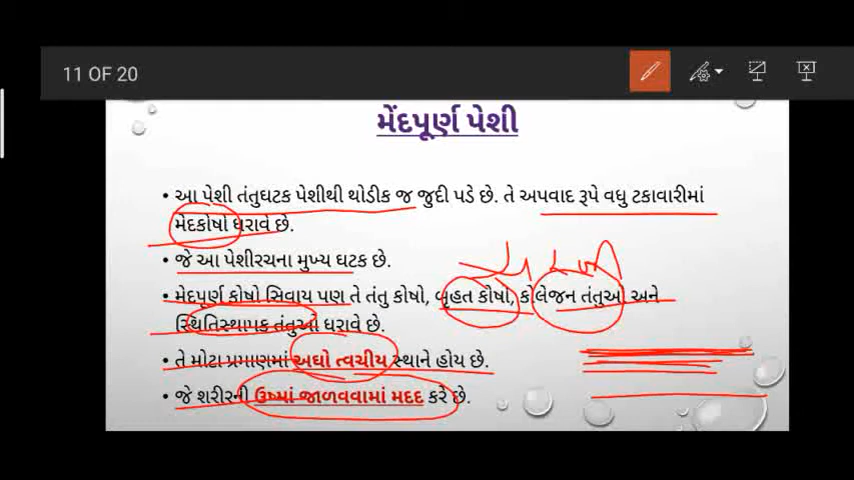 11 OF 20
મેંદપૂર્ણ પેશી
• આ પેશી તંતુઘટક પેશીથી થોડીક જ જુદી પડે છે. તે અપવાદ રૂપે વધુ ટકાવારીમાં
મેદકોષો ધરાવે છે.
• જે આ પેશીરચના મુખ્ય ઘટક છે.
• મેદપૂર્ણ કોષો સિવાય પણ તે તંતુ કોષો, બૃહત કોષો, કોલેજન તંતુઓ અને
સ્થિતિસ્થાપક તંતુઓ ધરાવે છે.
• તે મોટા પ્રમાણમાં અધો ત્વચીય સ્થાને હોય છે.
• જે શરીરની ઉષ્માં જાળવવામાં મદદ કરે છે.